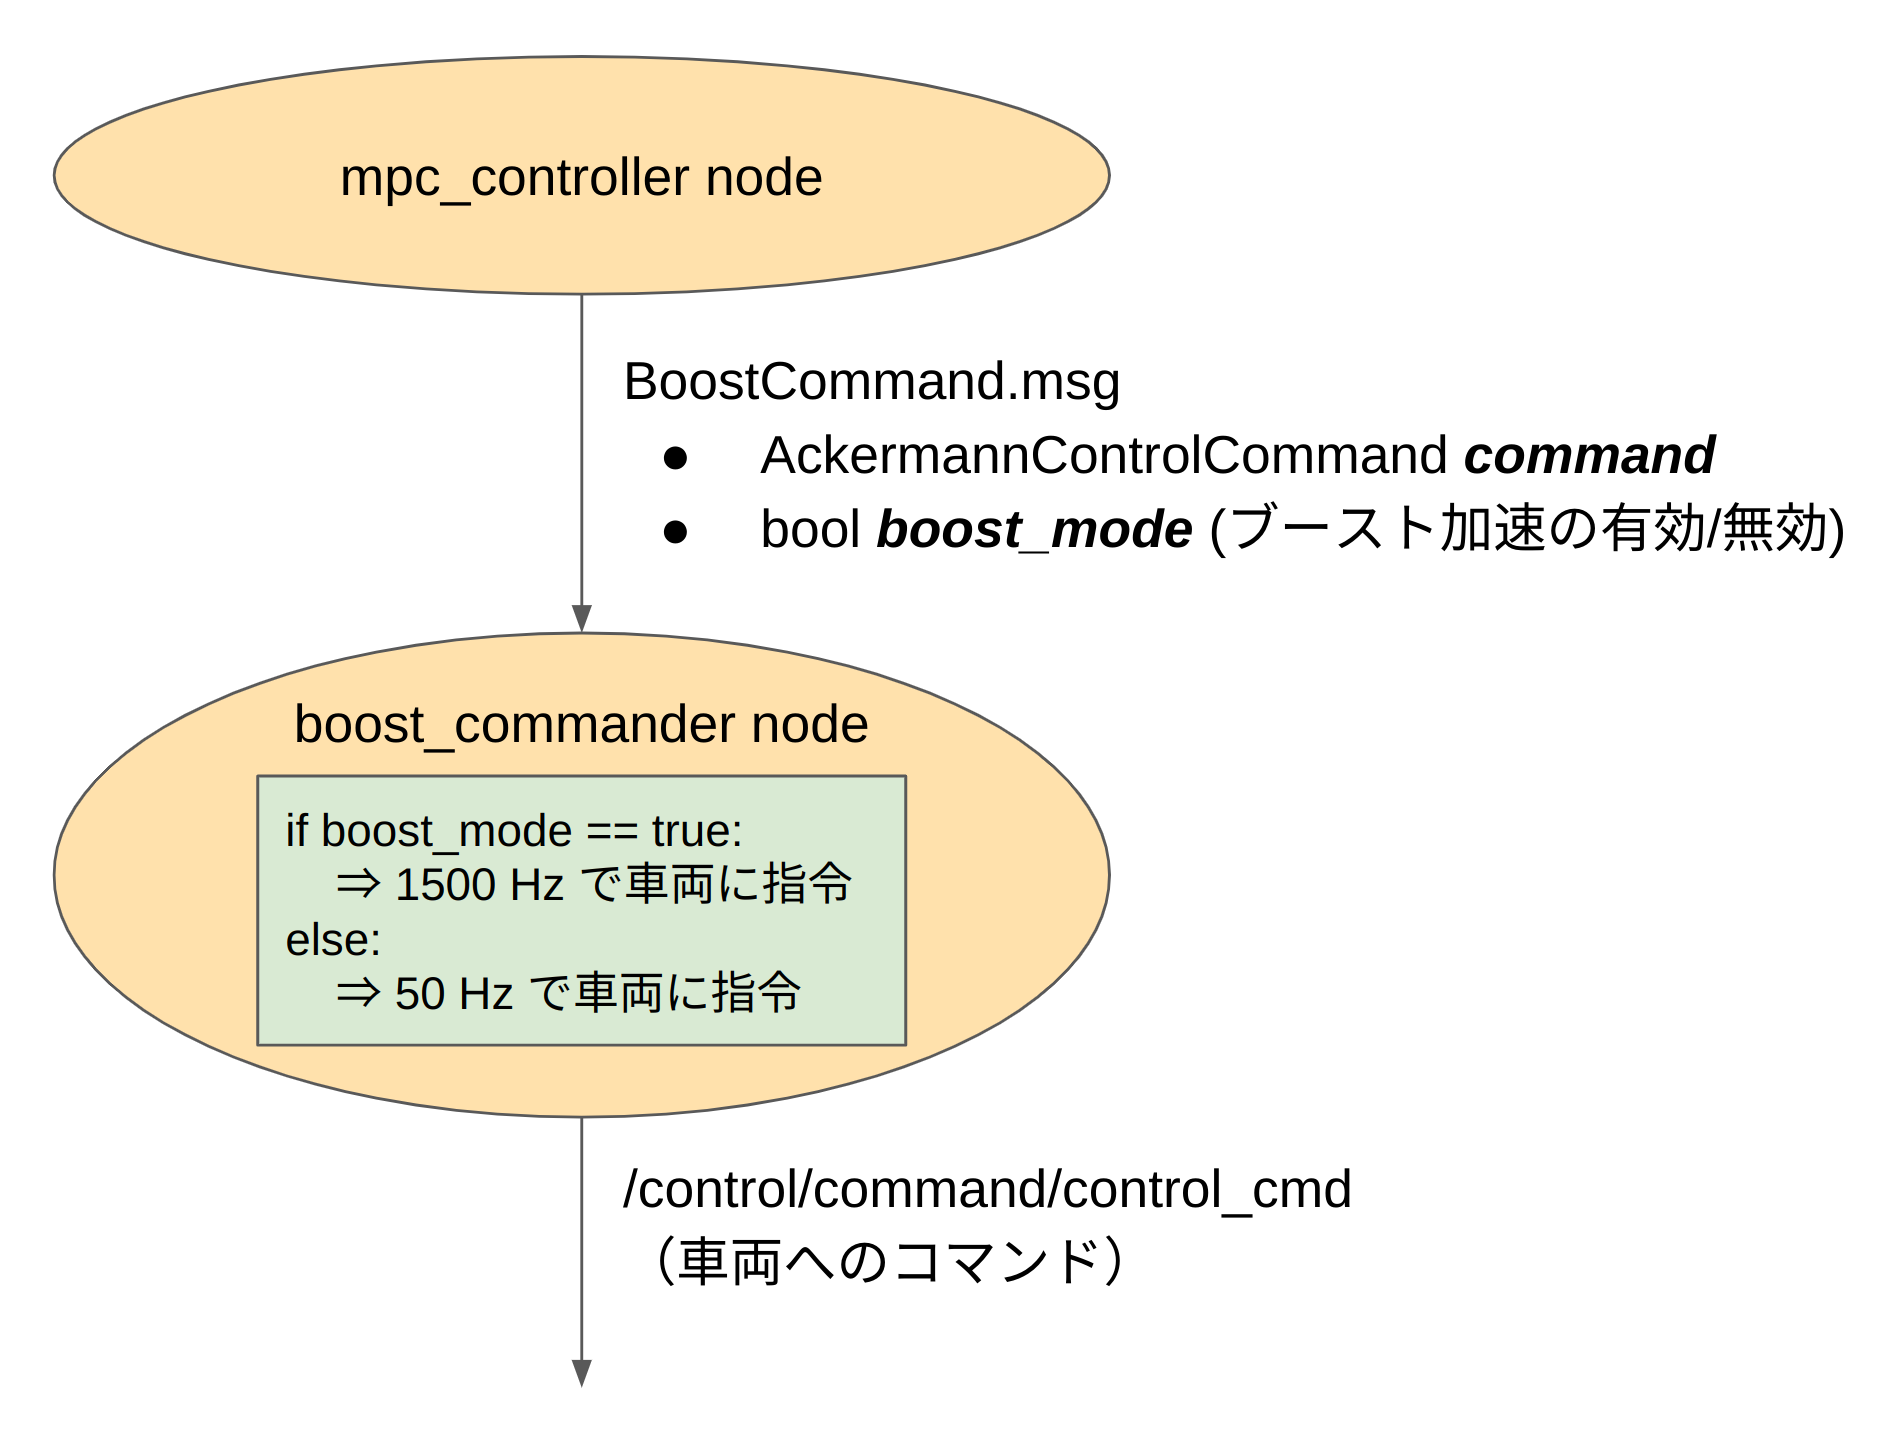 mpc_controller node
BoostCommand.msg
● AckermannControlCommand command
● bool boost_mode (ブースト加速の有効/無効)
boost_commander node
if boost_mode == true:
⇒ 1500 Hz で車両に指令
else:
⇒ 50 Hz で車両に指令
/control/command/control_cmd
（車両へのコマンド）